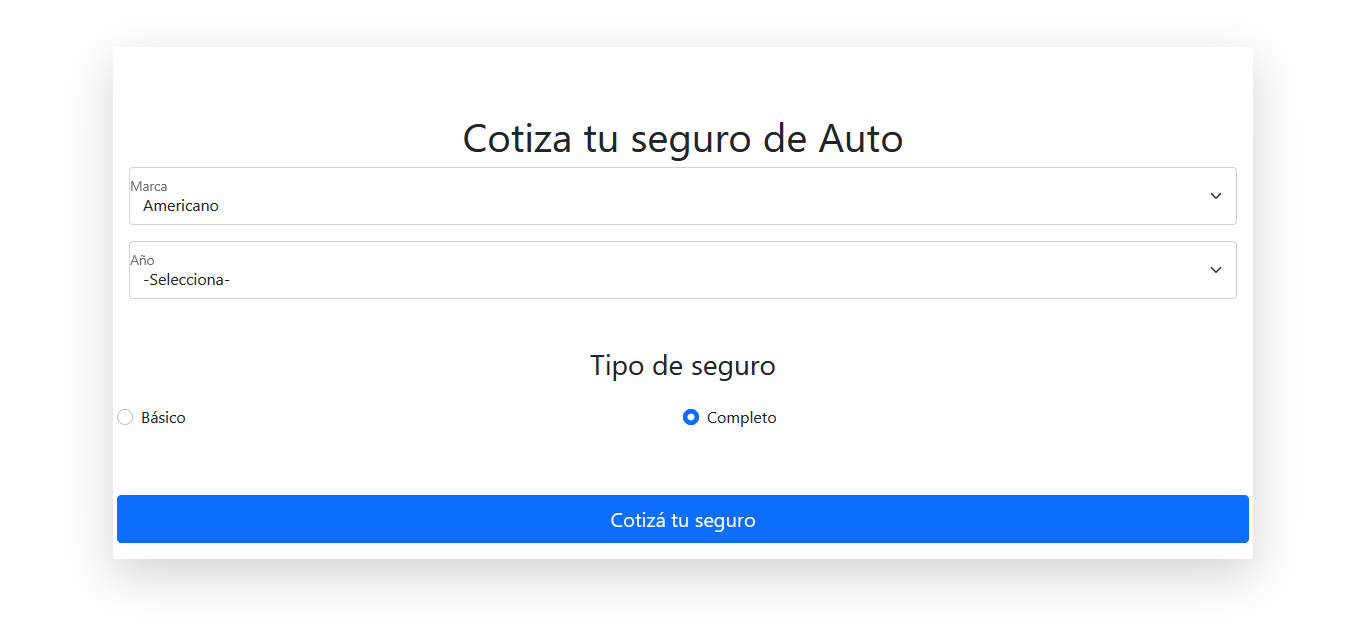 Cotiza tu seguro de Auto
Marca
Americano
Año
-Selecciona-
Tipo de seguro
Básico
Completo
Cotizá tu seguro